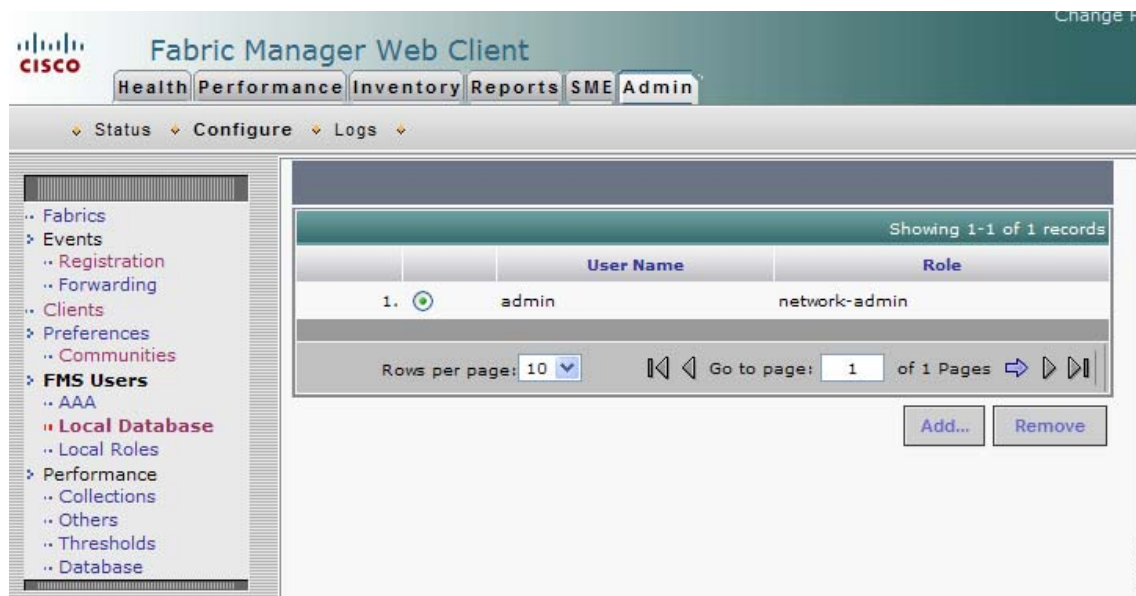 Change
CISCO
Fabric Manager Web Client
Health Performance Inventory Reports SME Admin
Status Configure Logs
Fabrics
Events
Registration
Forwarding
Clients
Preferences
Communities
FMS Users
AAA
Local Database
Local Roles
Performance
Collections
Others
Thresholds
Database
Showing 1-1 of 1 records
User Name Role
1. admin network-admin
Rows per page: 10 Go to page: 1 of 1 Pages
Add... Remove